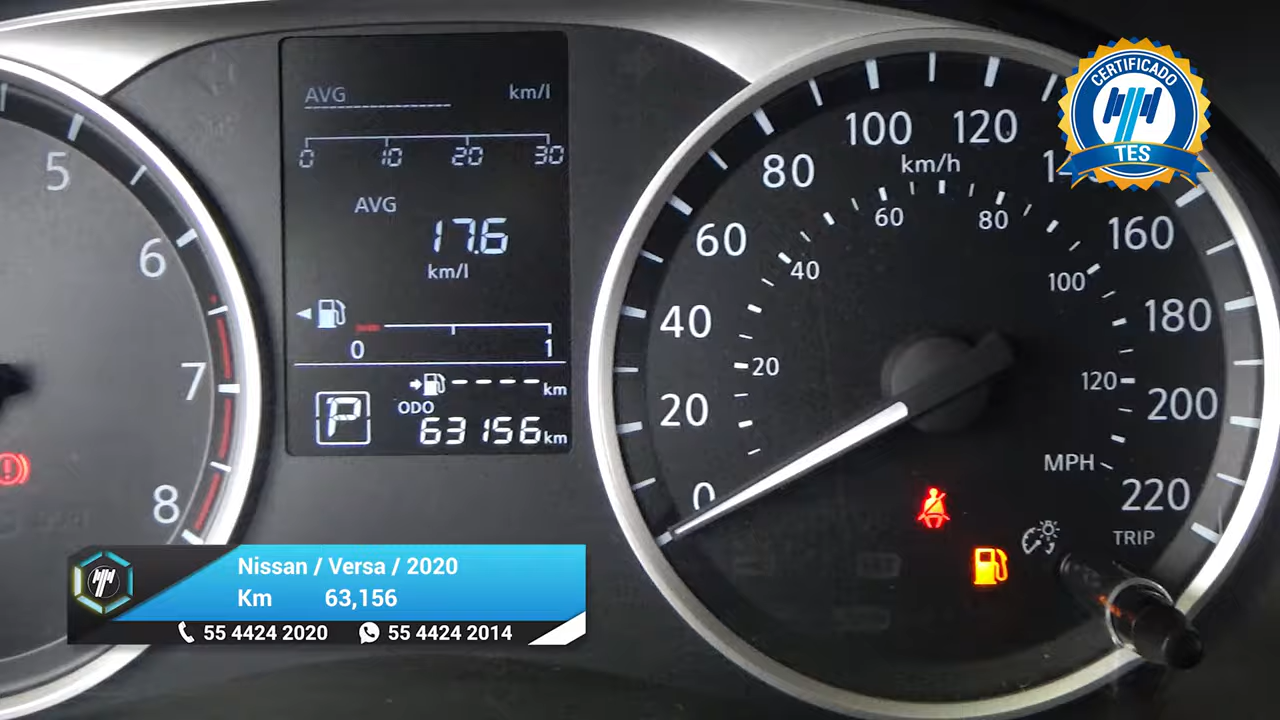 5
6
7
8
AVG
km/l
0 10 20 30
AVG
17.6
km/l
0 1
---- km
ODO
63156 km
P
0
20
40
60
80
100
120
160
180
200
220
km/h
20
40
60
80
100
120
MPH
TRIP
CERTIFICADO
TES
Nissan / Versa / 2020
Km 63,156
55 4424 2020 55 4424 2014